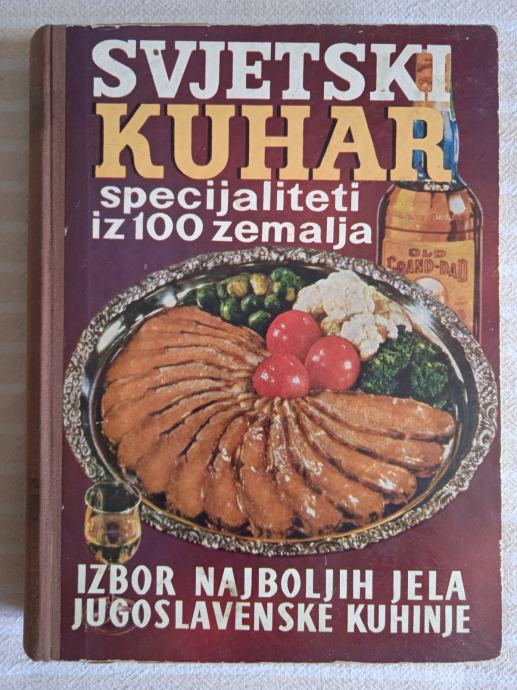 SVJETSKI
KUHAR
specijaliteti
iz 100 zemalja
OLD
GRAND-DAD
IZBOR NAJBOLJIH JELA
JUGOSLAVENSKE KUHINJE